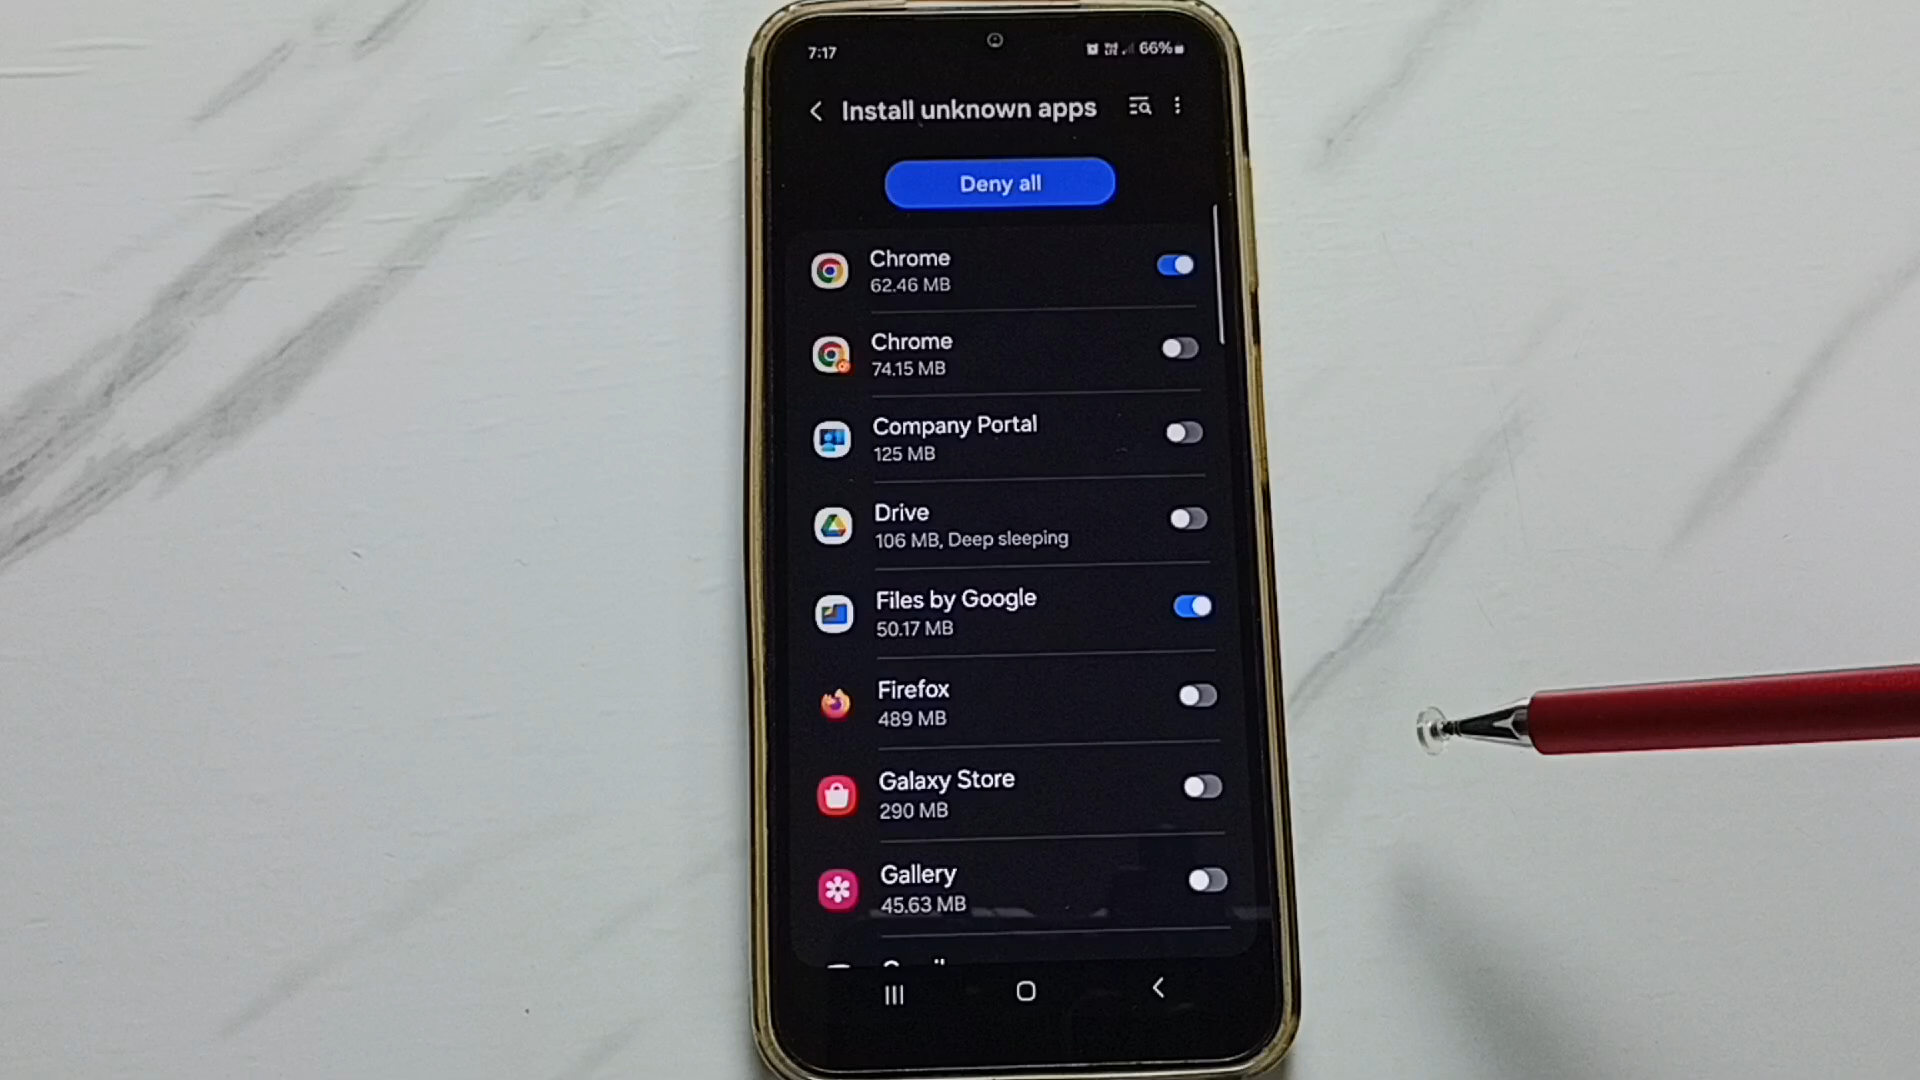 7:17
66%
Install unknown apps
Deny all
Chrome
62.46 MB
Chrome
74.15 MB
Company Portal
125 MB
Drive
106 MB, Deep sleeping
Files by Google
50.17 MB
Firefox
489 MB
Galaxy Store
290 MB
Gallery
45.63 MB